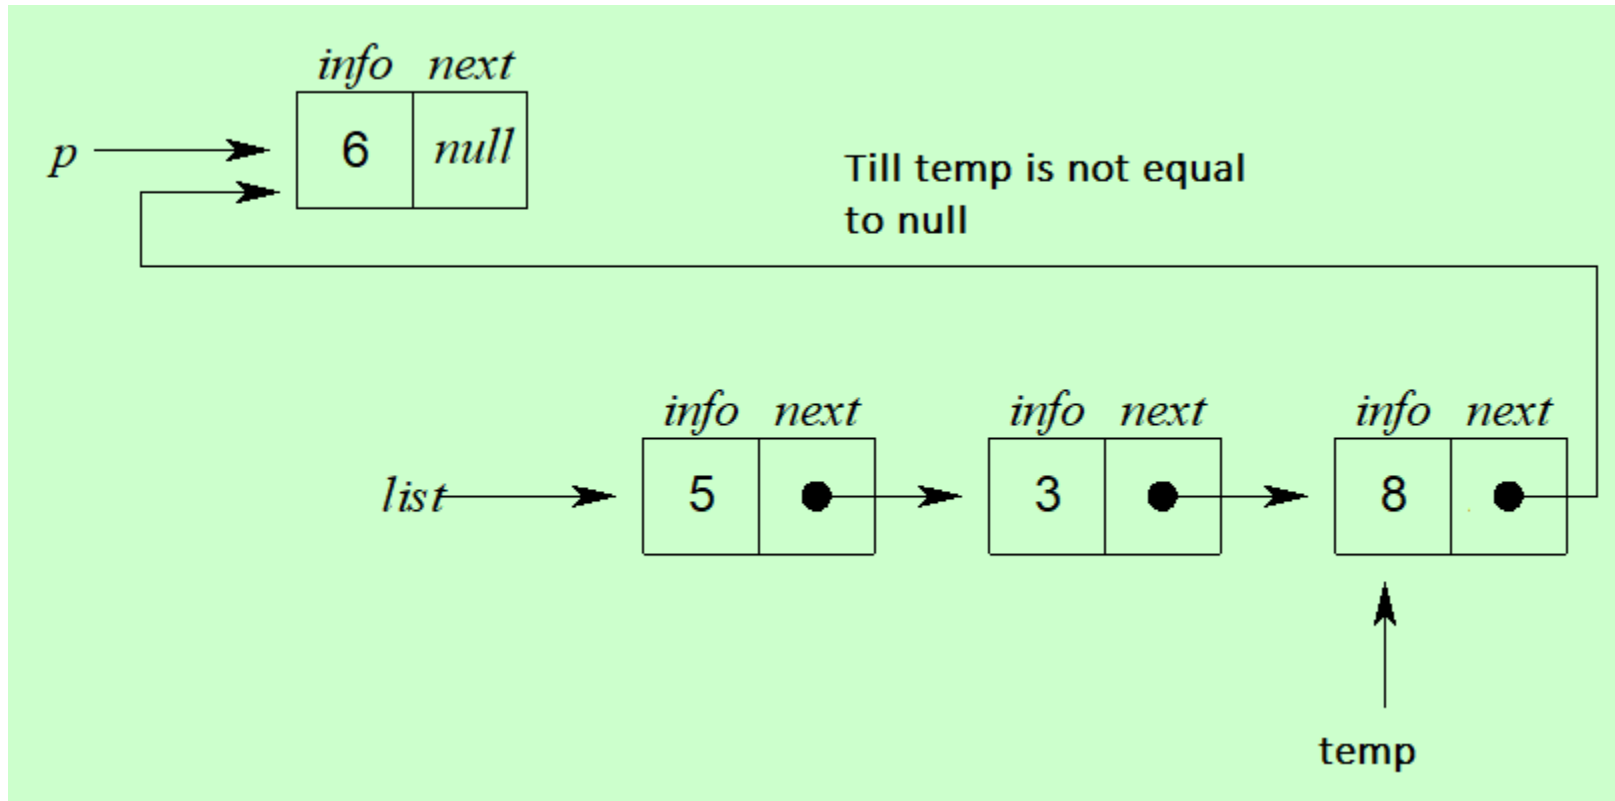 info next
p 6 null
Till temp is not equal
to null
info next info next info next
list 5 3 8
temp